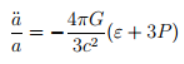 ä/a = − 4πG/3c² (ε + 3P)